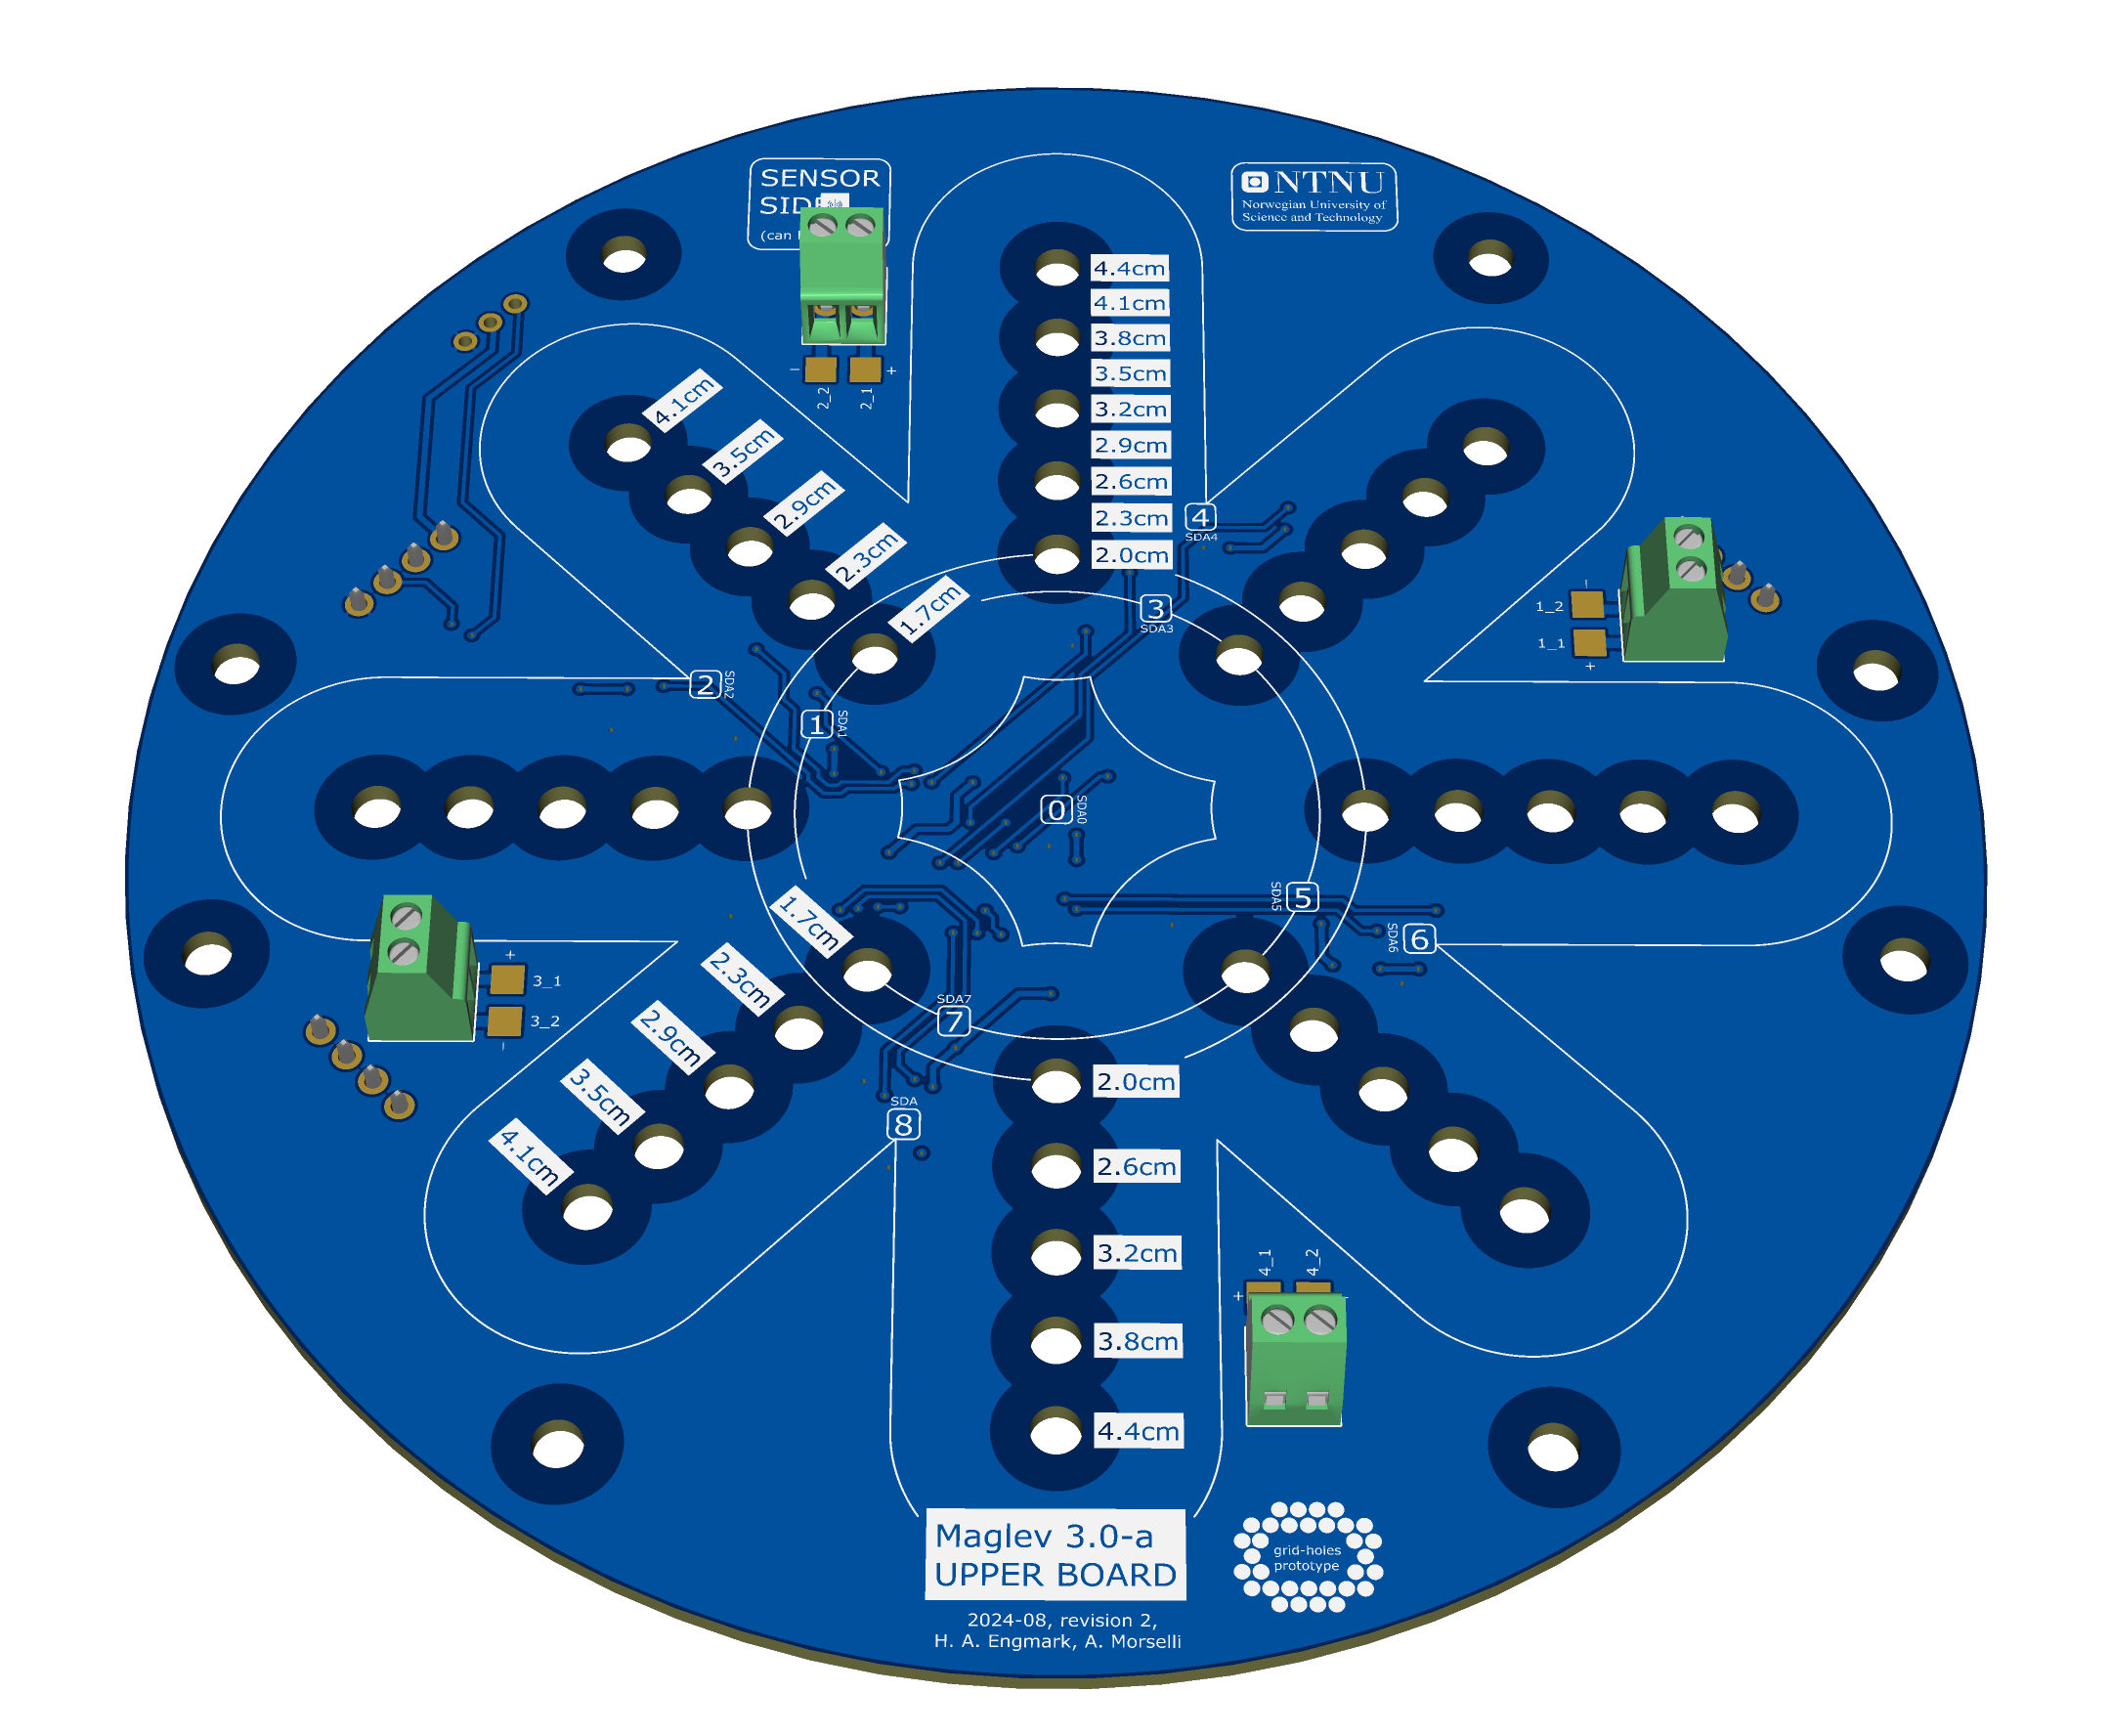 SENSOR
SIDE
(can
NTNU
Norwegian University of
Science and Technology
4.4cm
4.1cm
3.8cm
3.5cm
3.2cm
2.9cm
2.6cm
2.3cm
2.0cm
- +
2_2 2_1
4.1cm
3.5cm
2.9cm
2.3cm
1.7cm
4
SDA4
3
SDA3
-
1_2
1_1
+
2
SDA2
1
SDA1
0
SDA0
5
SDA5
6
SDA6
+
3_1
3_2
-
1.7cm
2.3cm
2.9cm
3.5cm
4.1cm
SDA7
7
SDA
8
2.0cm
2.6cm
3.2cm
3.8cm
4.4cm
4_1 4_2
+ -
Maglev 3.0-a
UPPER BOARD
grid-holes
prototype
2024-08, revision 2,
H. A. Engmark, A. Morselli